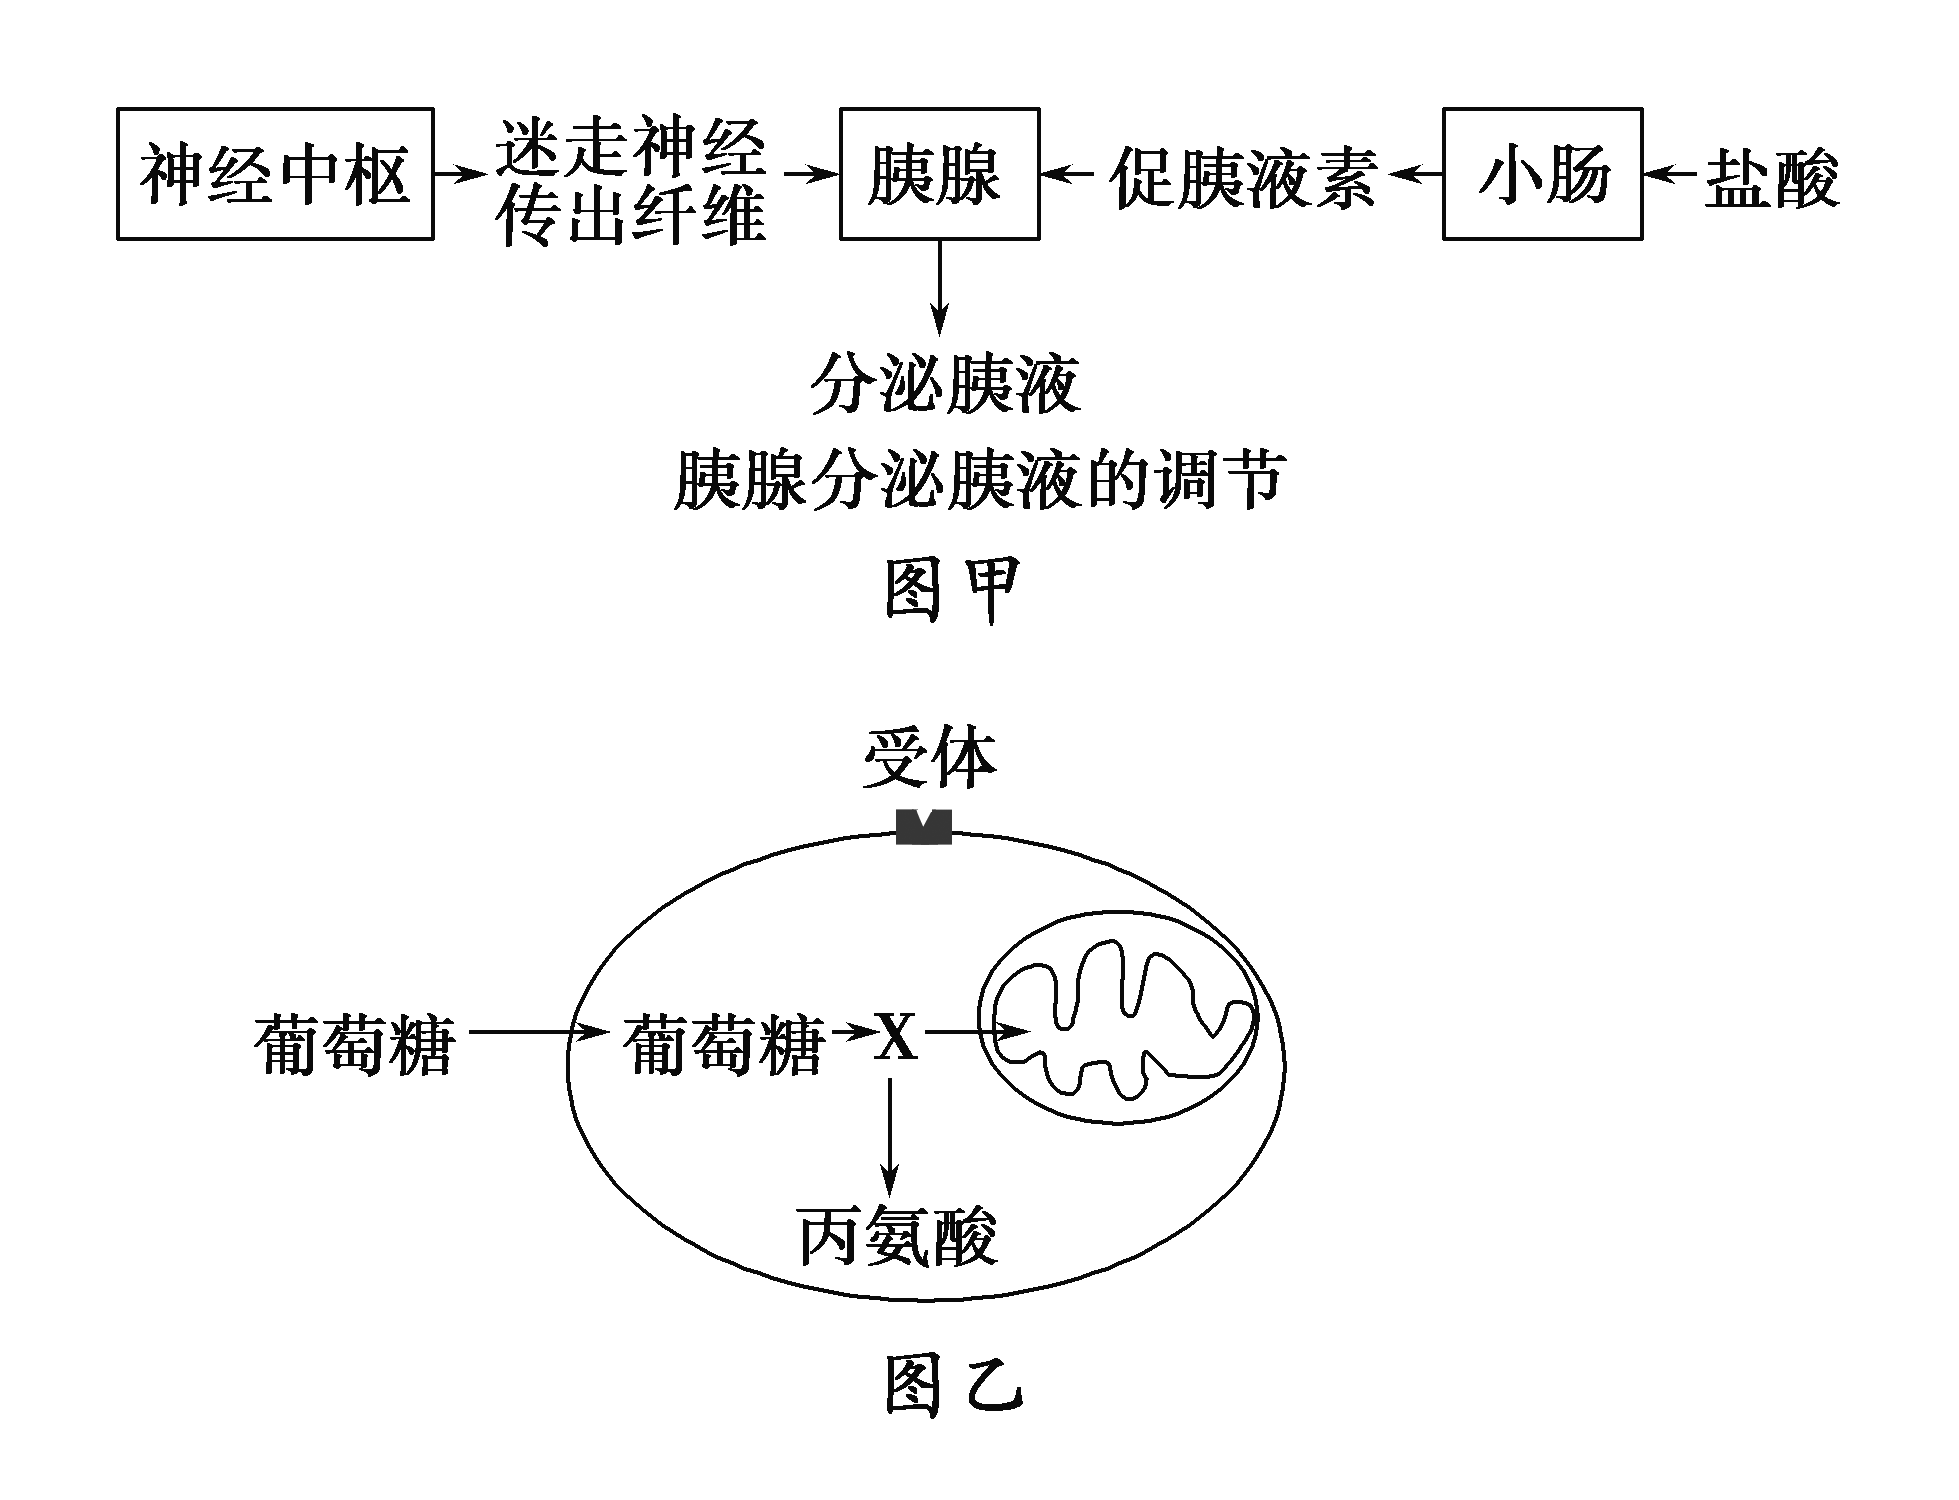 神经中枢 迷走神经传出纤维 胰腺 促胰液素 小肠 盐酸
分泌胰液
胰腺分泌胰液的调节
图甲
受体
葡萄糖 葡萄糖 X
丙氨酸
图乙